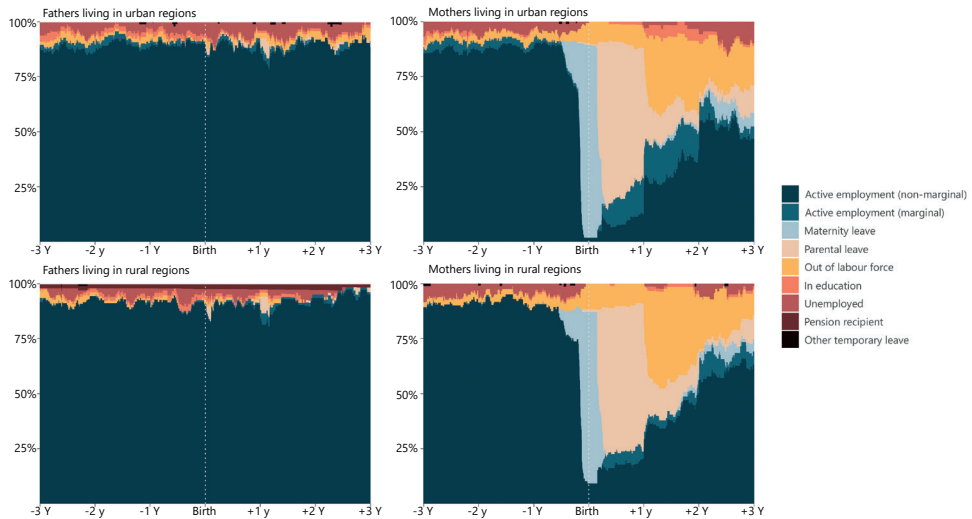 Fathers living in urban regions
100%
75%
50%
25%
-3 Y -2 y -1 Y Birth +1 y +2 Y +3 Y
Mothers living in urban regions
100%
75%
50%
25%
-3 Y -2 y -1 Y Birth +1 Y +2 Y +3 Y
Fathers living in rural regions
100%
75%
50%
25%
-3 Y -2 y -1 Y Birth +1 y +2 Y +3 Y
Mothers living in rural regions
100%
75%
50%
25%
-3 Y -2 y -1 y Birth +1 y +2 Y +3 Y
Active employment (non-marginal)
Active employment (marginal)
Maternity leave
Parental leave
Out of labour force
In education
Unemployed
Pension recipient
Other temporary leave